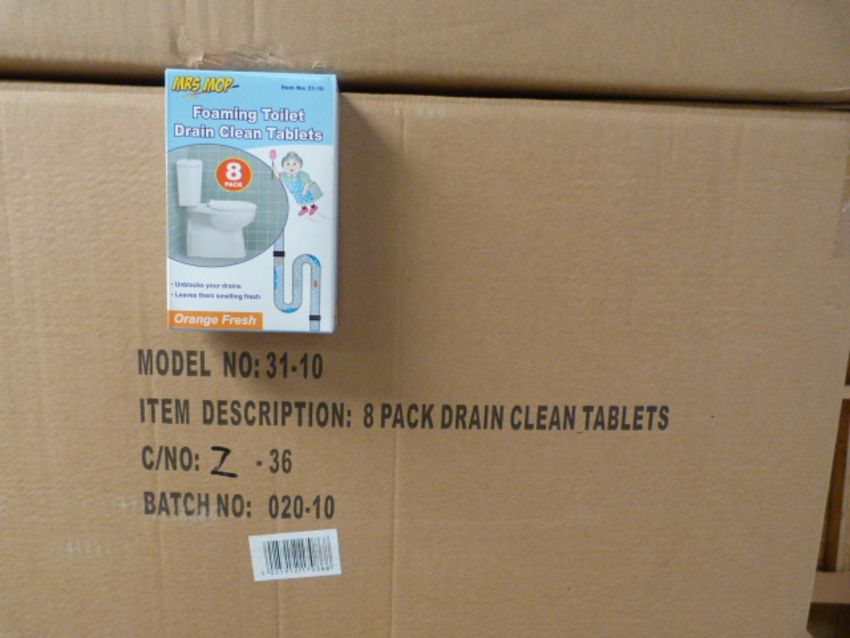 MRS MOP
Item No: 31-10
Foaming Toilet
Drain Clean Tablets
8
PACK
• Unblocks your drains
• Leaves them smelling fresh
Orange Fresh
MODEL NO: 31-10
ITEM DESCRIPTION: 8 PACK DRAIN CLEAN TABLETS
C/NO: 2 - 36
BATCH NO: 020-10